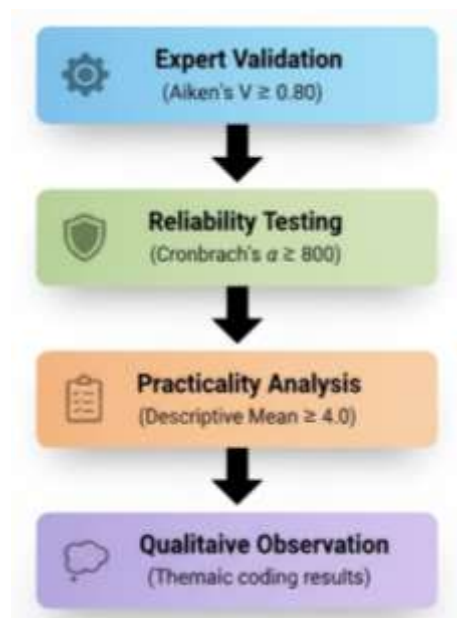 Expert Validation
(Aiken's V ≥ 0.80)
Reliability Testing
(Cronbrach's α ≥ 800)
Practicality Analysis
(Descriptive Mean ≥ 4.0)
Qualitaive Observation
(Themaic coding results)